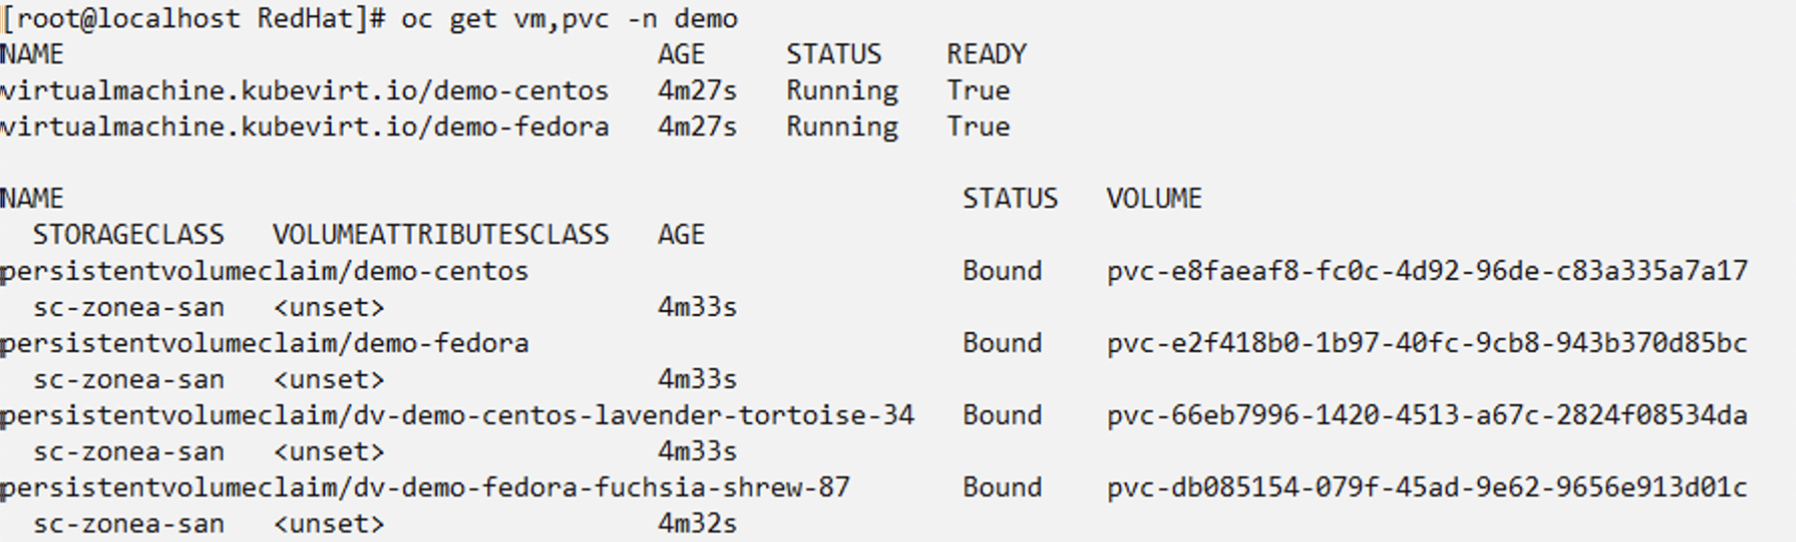 [root@localhost RedHat]# oc get vm,pvc -n demo
NAME                                     AGE     STATUS    READY
virtualmachine.kubevirt.io/demo-centos   4m27s   Running   True
virtualmachine.kubevirt.io/demo-fedora   4m27s   Running   True
NAME                                                        STATUS   VOLUME
  STORAGECLASS   VOLUMEATTRIBUTESCLASS   AGE
persistentvolumeclaim/demo-centos                           Bound    pvc-e8faeaf8-fc0c-4d92-96de-c83a335a7a17
  sc-zonea-san   <unset>                 4m33s
persistentvolumeclaim/demo-fedora                           Bound    pvc-e2f418b0-1b97-40fc-9cb8-943b370d85bc
  sc-zonea-san   <unset>                 4m33s
persistentvolumeclaim/dv-demo-centos-lavender-tortoise-34   Bound    pvc-66eb7996-1420-4513-a67c-2824f08534da
  sc-zonea-san   <unset>                 4m33s
persistentvolumeclaim/dv-demo-fedora-fuchsia-shrew-87       Bound    pvc-db085154-079f-45ad-9e62-9656e913d01c
  sc-zonea-san   <unset>                 4m32s